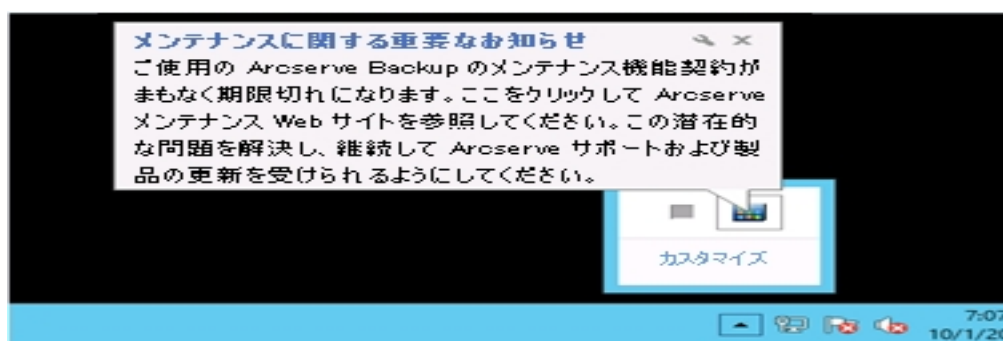 メンテナンスに関する重要なお知らせ
ご使用の Arcserve Backup のメンテナンス機能契約が
まもなく期限切れになります。ここをクリックして Arcserve
メンテナンス Web サイトを参照してください。この潜在的
な問題を解決し、継続して Arcserve サポートおよび製
品の更新を受けられるようにしてください。
カスタマイズ
7:07
10/1/20